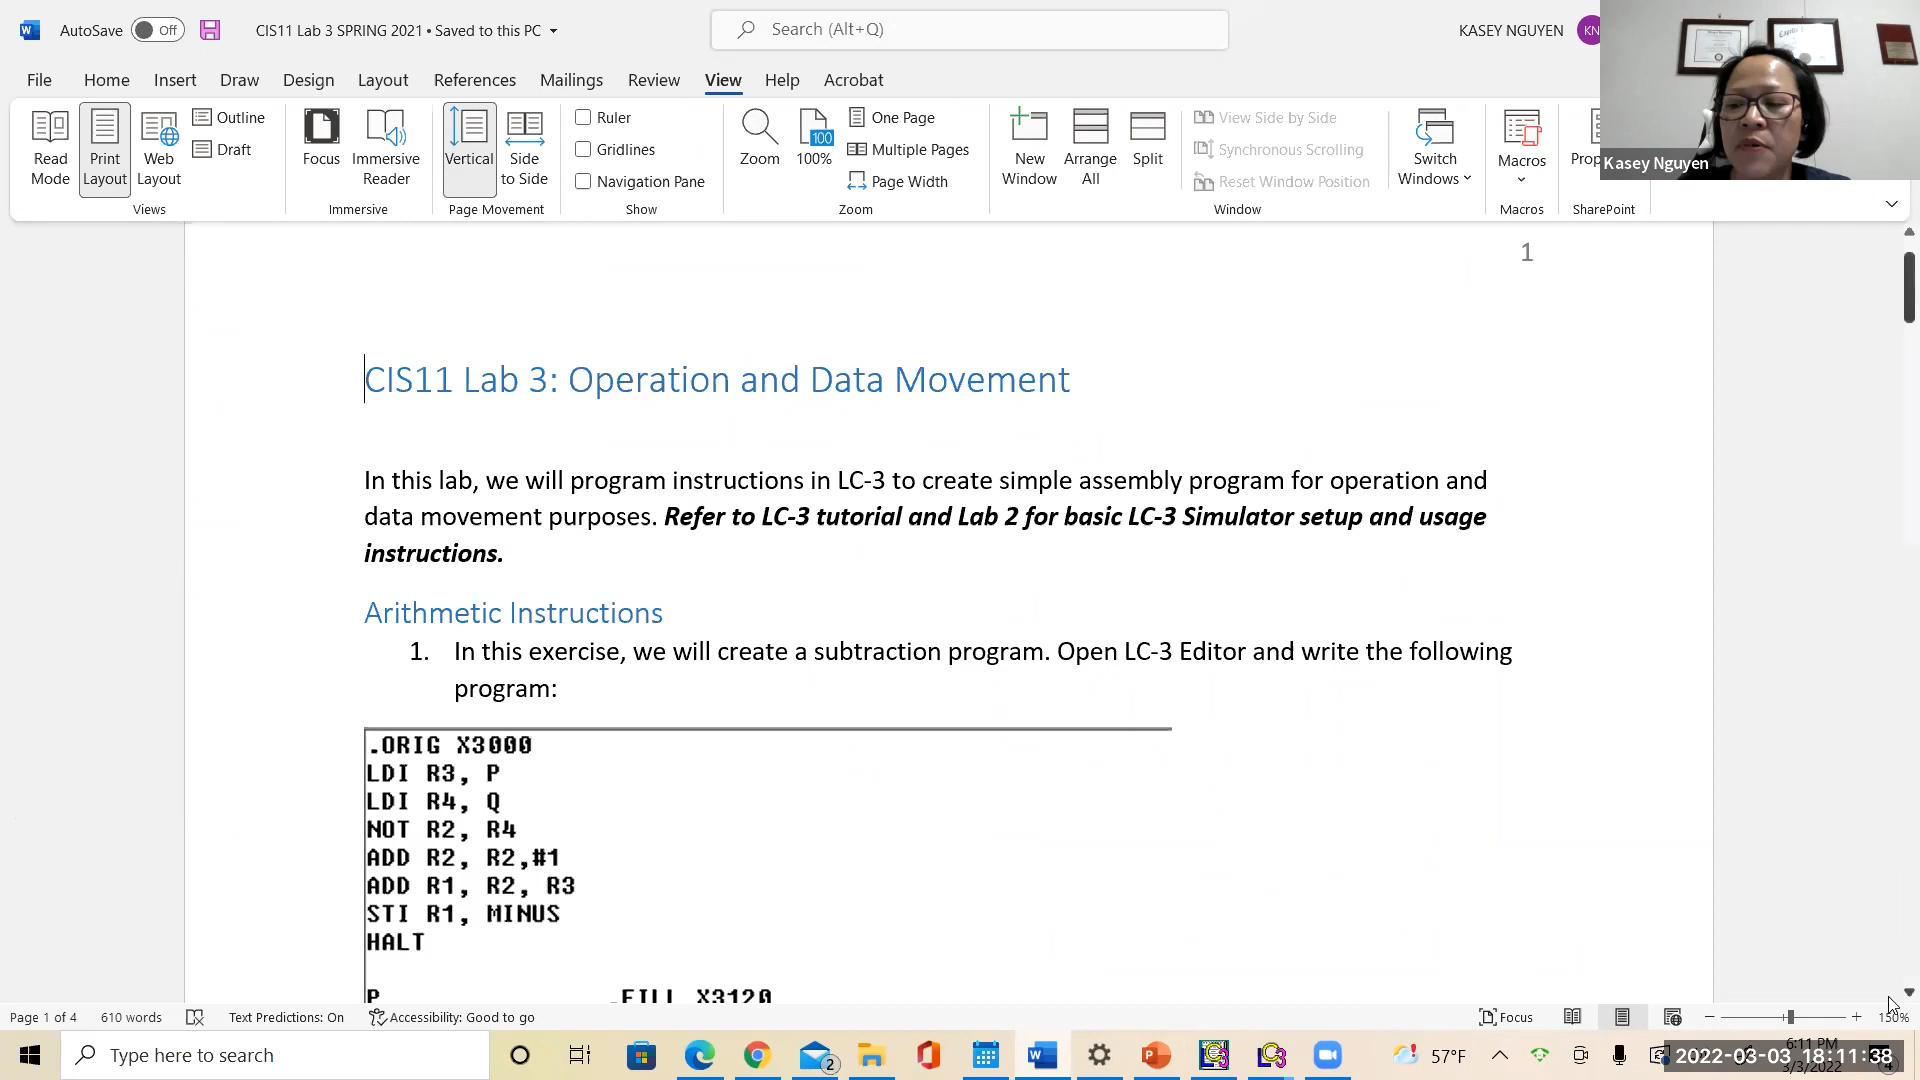 AutoSave Off CIS11 Lab 3 SPRING 2021 • Saved to this PC Search (Alt+Q) KASEY NGUYEN KN
File Home Insert Draw Design Layout References Mailings Review View Help Acrobat
Read Mode
Print Layout
Web Layout
Outline
Draft
Views
Focus
Immersive Reader
Immersive
Vertical
Side to Side
Page Movement
Ruler
Gridlines
Navigation Pane
Show
Zoom
100
100%
One Page
Multiple Pages
Page Width
Zoom
New Window
Arrange All
Split
View Side by Side
Synchronous Scrolling
Reset Window Position
Switch Windows
Window
Macros
Macros
SharePoint
Kasey Nguyen
1
CIS11 Lab 3: Operation and Data Movement
In this lab, we will program instructions in LC-3 to create simple assembly program for operation and
data movement purposes. Refer to LC-3 tutorial and Lab 2 for basic LC-3 Simulator setup and usage
instructions.
Arithmetic Instructions
1. In this exercise, we will create a subtraction program. Open LC-3 Editor and write the following
program:
.ORIG X3000
LDI R3, P
LDI R4, Q
NOT R2, R4
ADD R2, R2,#1
ADD R1, R2, R3
STI R1, MINUS
HALT
P .FILL X3120
Page 1 of 4 610 words Text Predictions: On Accessibility: Good to go Focus 150%
Type here to search 2 57°F 6:11 PM
2022-03-03 18:11:38
3/3/2022